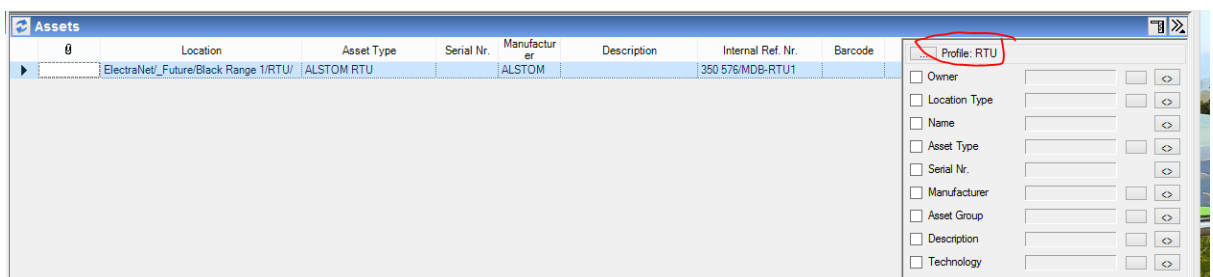 Assets
Location Asset Type Serial Nr. Manufacturer Description Internal Ref. Nr. Barcode
ElectraNet/_Future/Black Range 1/RTU/ ALSTOM RTU ALSTOM 350 576/MDB-RTU1
... Profile: RTU
Owner <>
Location Type <>
Name <>
Asset Type <>
Serial Nr. <>
Manufacturer <>
Asset Group <>
Description <>
Technology <>